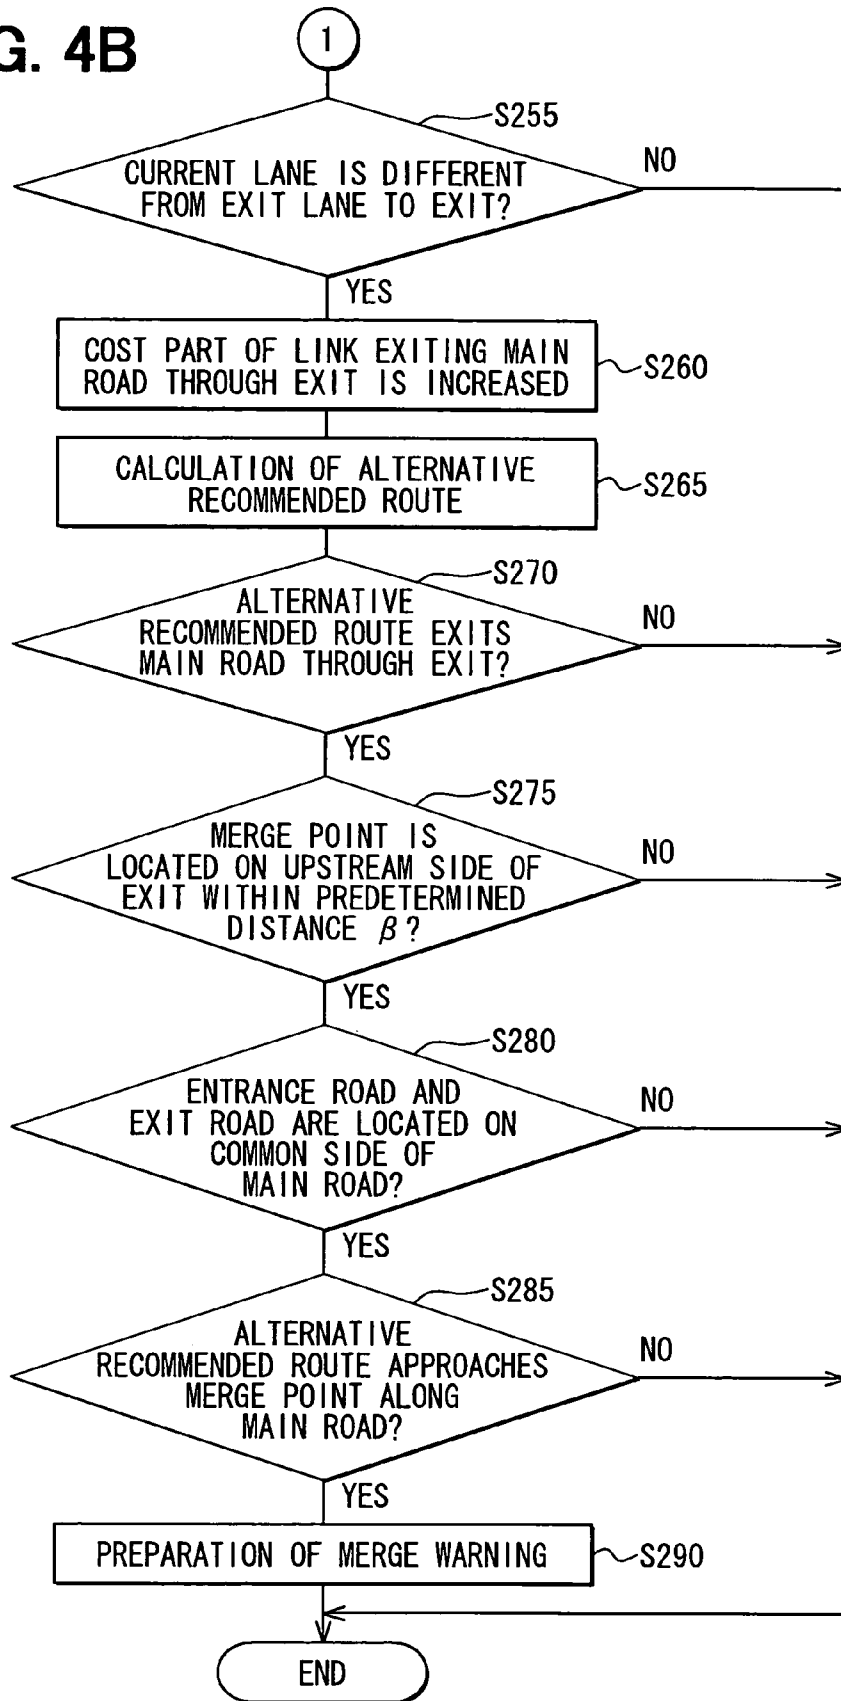 G. 4B
1
S255
CURRENT LANE IS DIFFERENT
FROM EXIT LANE TO EXIT?
NO
YES
COST PART OF LINK EXITING MAIN
ROAD THROUGH EXIT IS INCREASED
S260
CALCULATION OF ALTERNATIVE
RECOMMENDED ROUTE
S265
S270
ALTERNATIVE
RECOMMENDED ROUTE EXITS
MAIN ROAD THROUGH EXIT?
NO
YES
S275
MERGE POINT IS
LOCATED ON UPSTREAM SIDE OF
EXIT WITHIN PREDETERMINED
DISTANCE β?
NO
YES
S280
ENTRANCE ROAD AND
EXIT ROAD ARE LOCATED ON
COMMON SIDE OF
MAIN ROAD?
NO
YES
S285
ALTERNATIVE
RECOMMENDED ROUTE APPROACHES
MERGE POINT ALONG
MAIN ROAD?
NO
YES
PREPARATION OF MERGE WARNING
S290
END